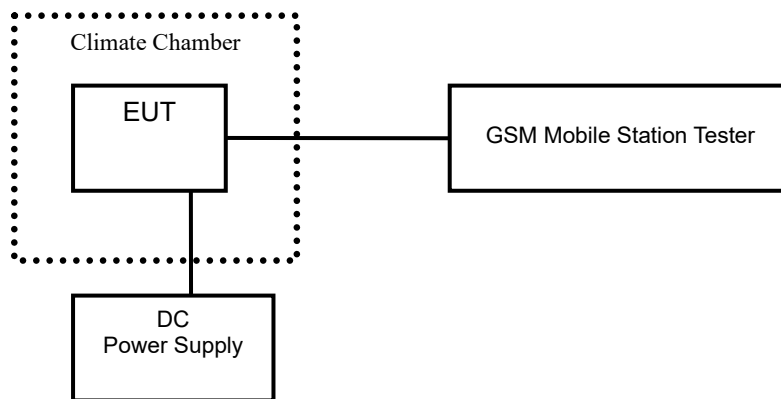 Climate Chamber
EUT
GSM Mobile Station Tester
DC
Power Supply